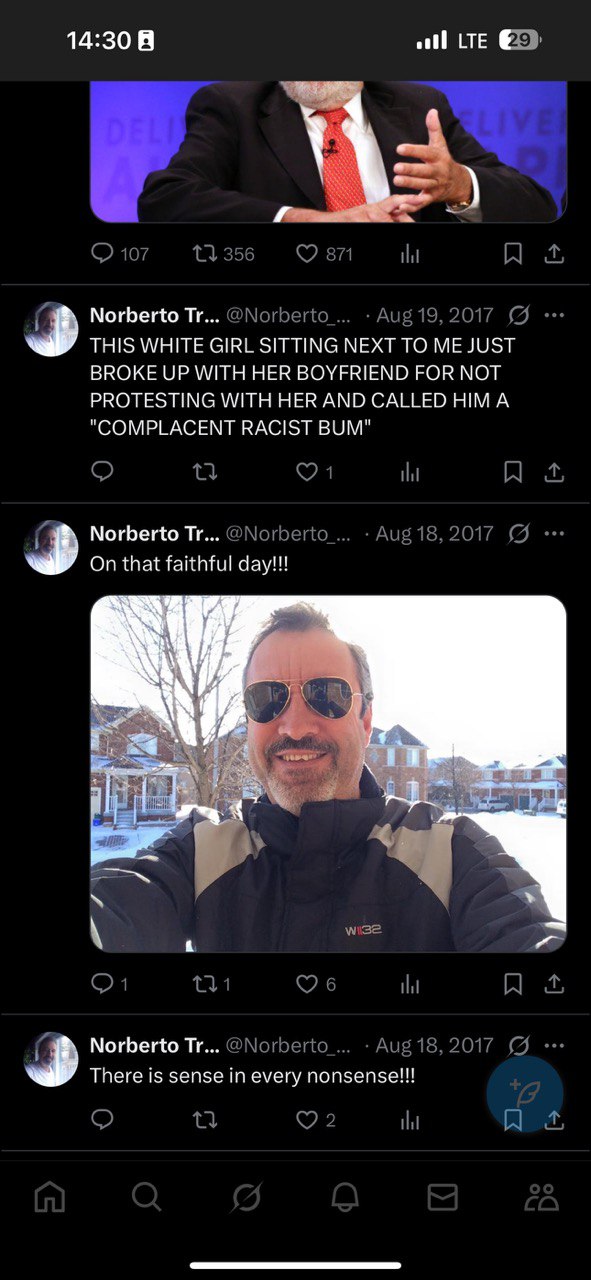 14:30
LTE 29
DELIV
ELIVER
107 356 871
Norberto Tr... @Norberto_... · Aug 19, 2017
THIS WHITE GIRL SITTING NEXT TO ME JUST
BROKE UP WITH HER BOYFRIEND FOR NOT
PROTESTING WITH HER AND CALLED HIM A
"COMPLACENT RACIST BUM"
1
Norberto Tr... @Norberto_... · Aug 18, 2017
On that faithful day!!!
W1132
1 1 6
Norberto Tr... @Norberto_... · Aug 18, 2017
There is sense in every nonsense!!!
2